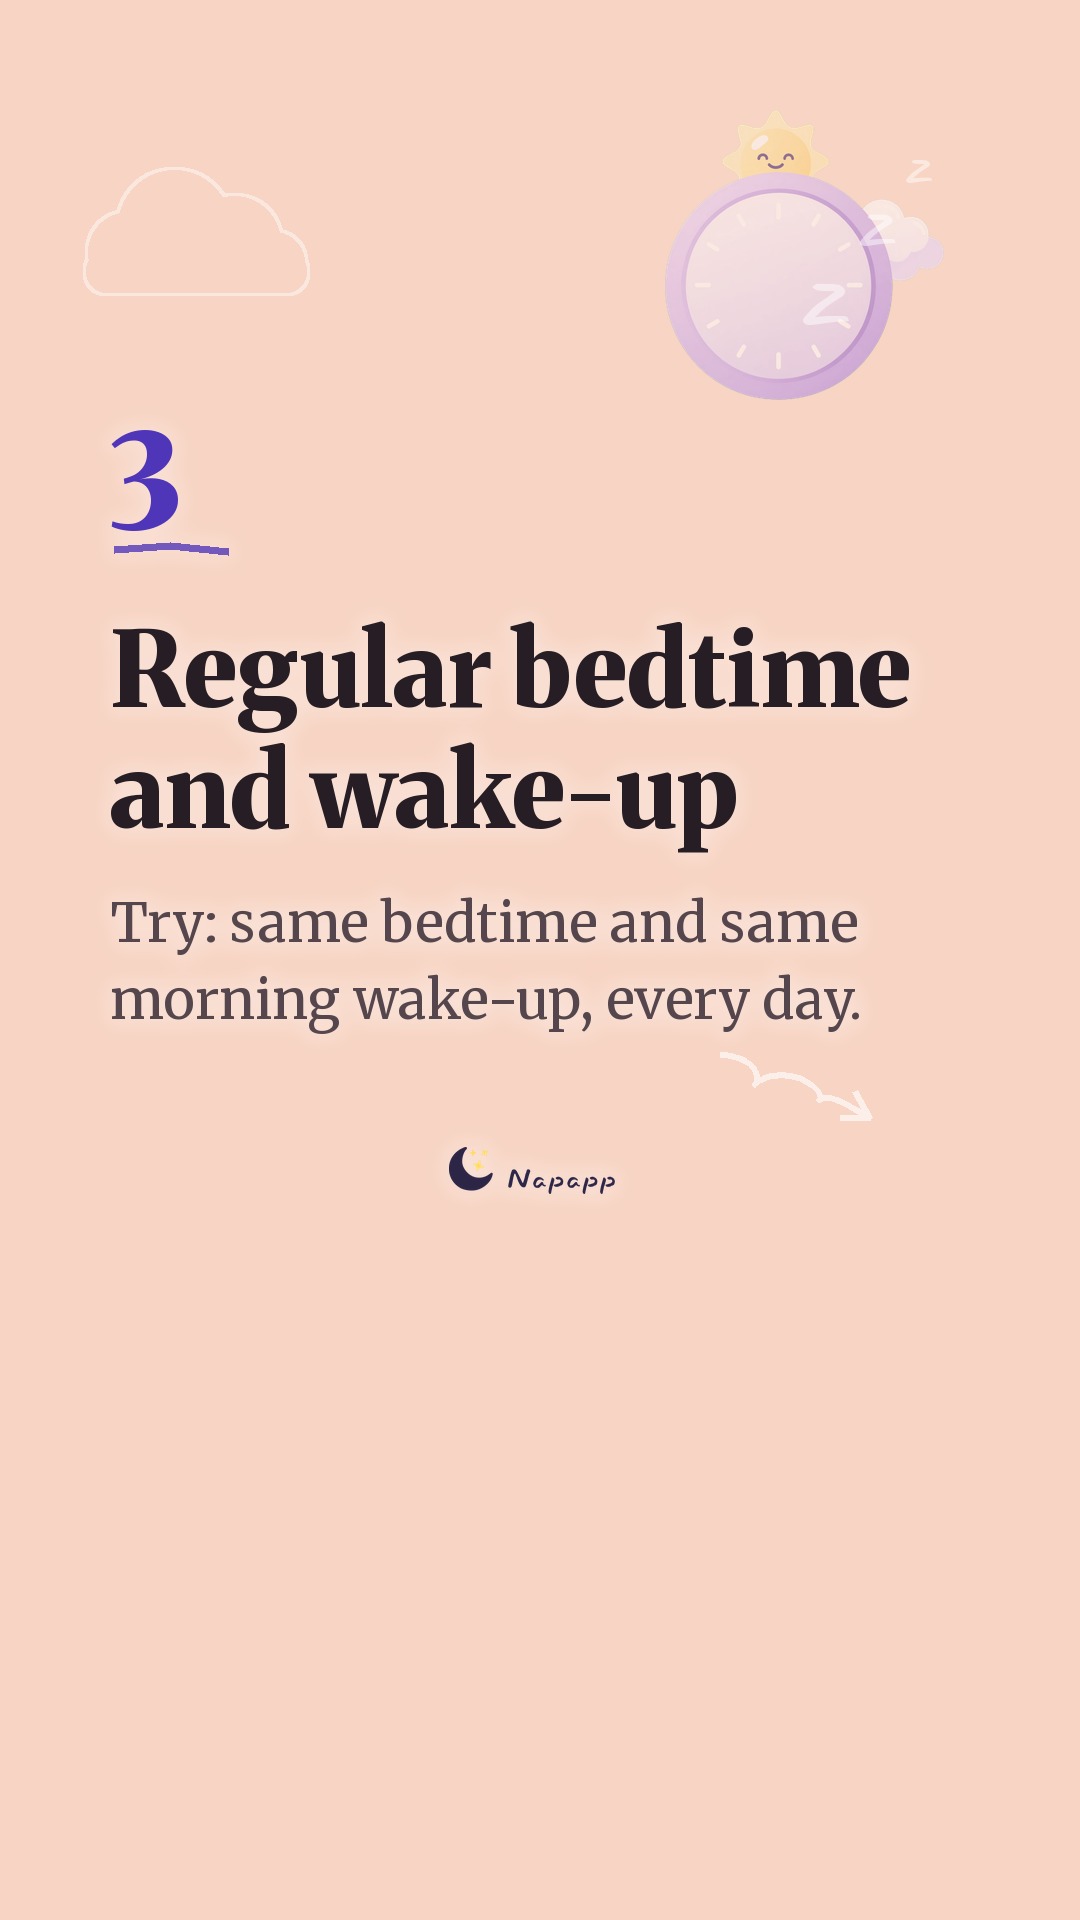 z
z
z
3
Regular bedtime
and wake-up
Try: same bedtime and same
morning wake-up, every day.
Napapp